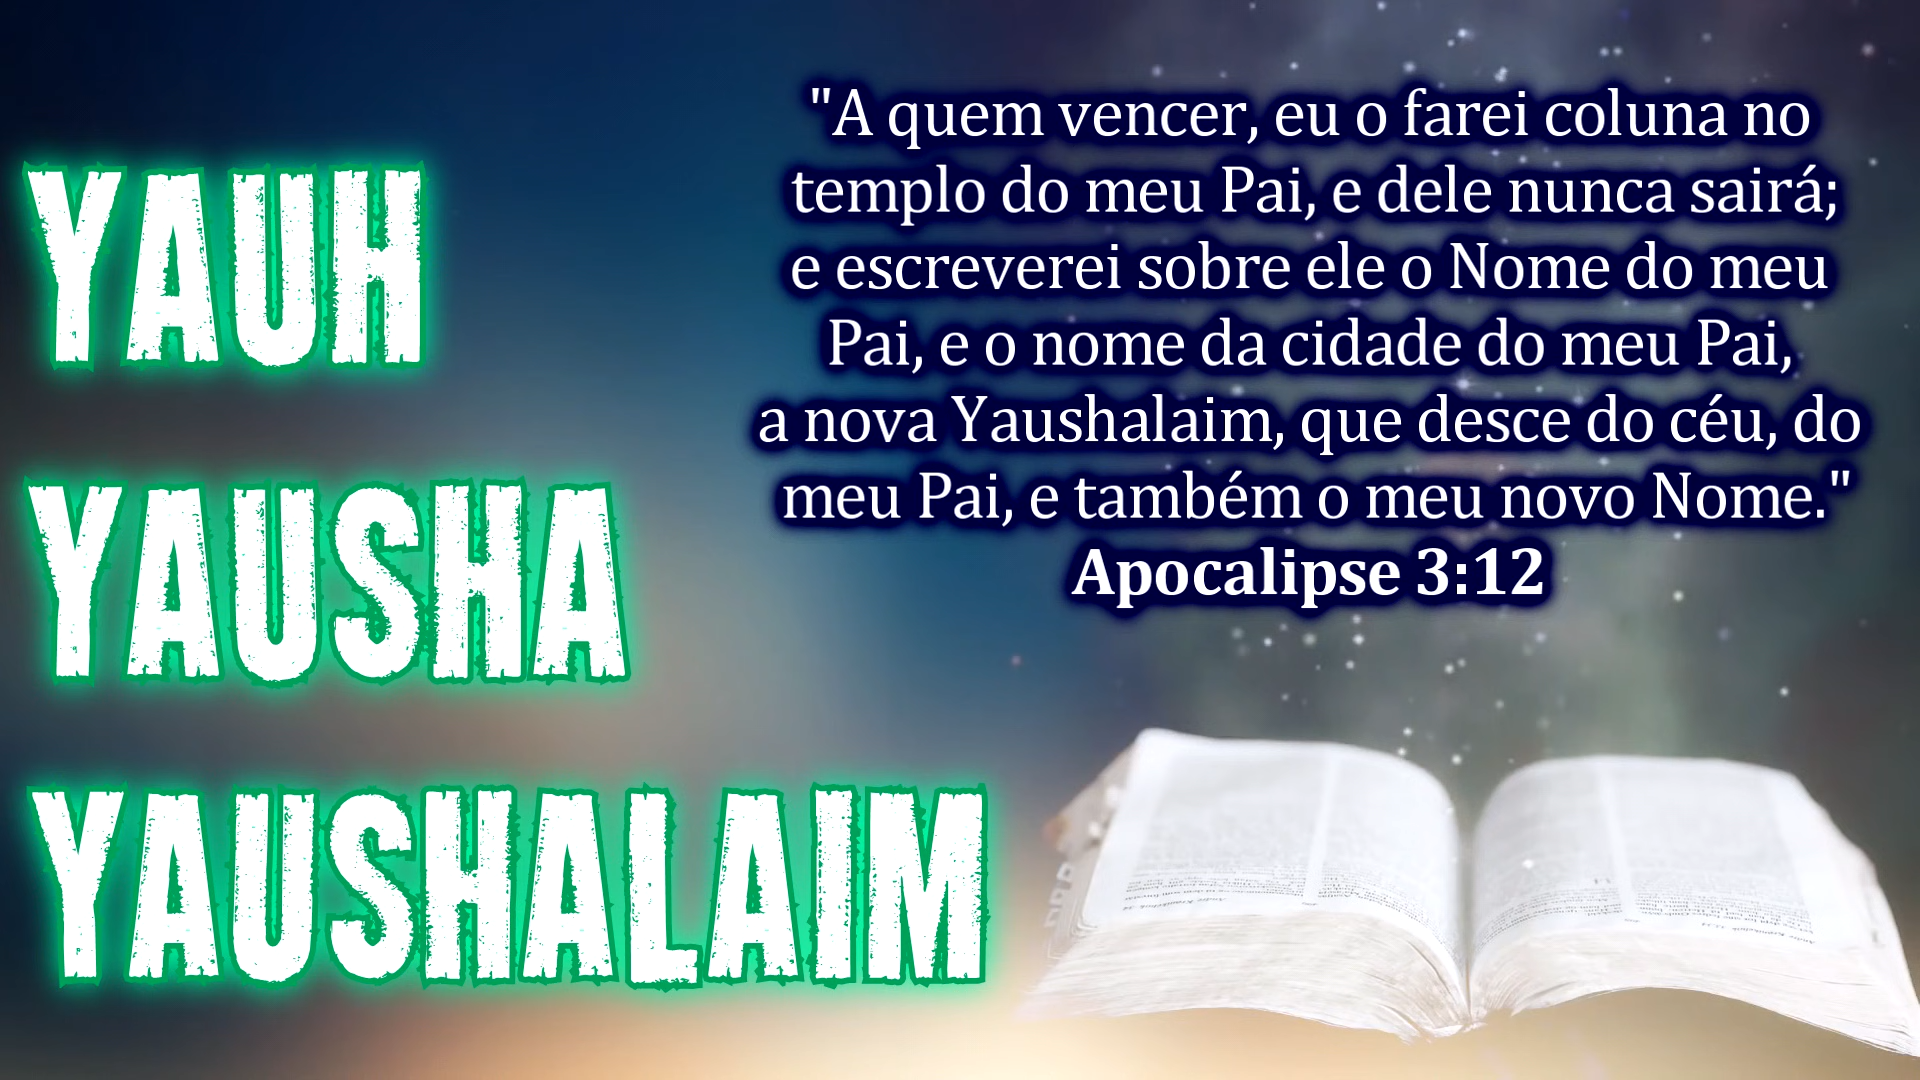 YAUH
YAUSHA
YAUSHALAIM
"A quem vencer, eu o farei coluna no
templo do meu Pai, e dele nunca sairá;
e escreverei sobre ele o Nome do meu
Pai, e o nome da cidade do meu Pai,
a nova Yaushalaim, que desce do céu, do
meu Pai, e também o meu novo Nome."
Apocalipse 3:12